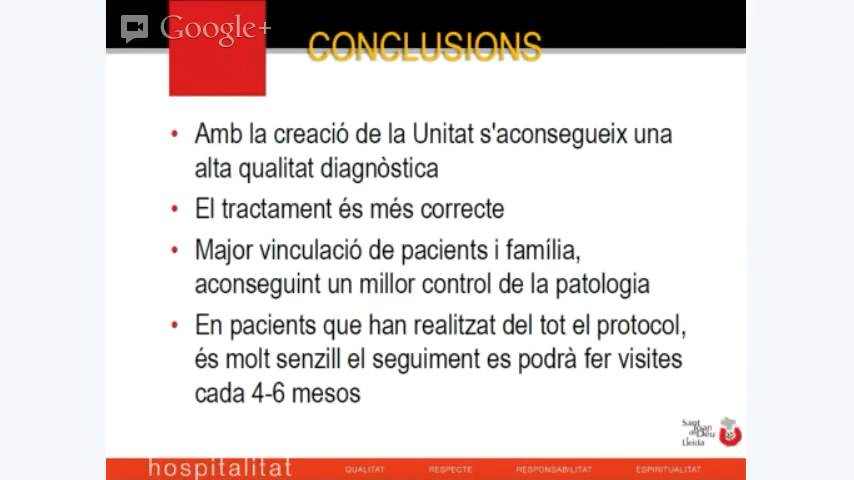 Google+
CONCLUSIONS
• Amb la creació de la Unitat s'aconsegueix una
alta qualitat diagnòstica
• El tractament és més correcte
• Major vinculació de pacients i família,
aconseguint un millor control de la patologia
• En pacients que han realitzat del tot el protocol,
és molt senzill el seguiment es podrà fer visites
cada 4-6 mesos
Sant
Joan
de Déu
Lleida
hospitalitat QUALITAT RESPECTE RESPONSABILITAT ESPIRITUALITAT